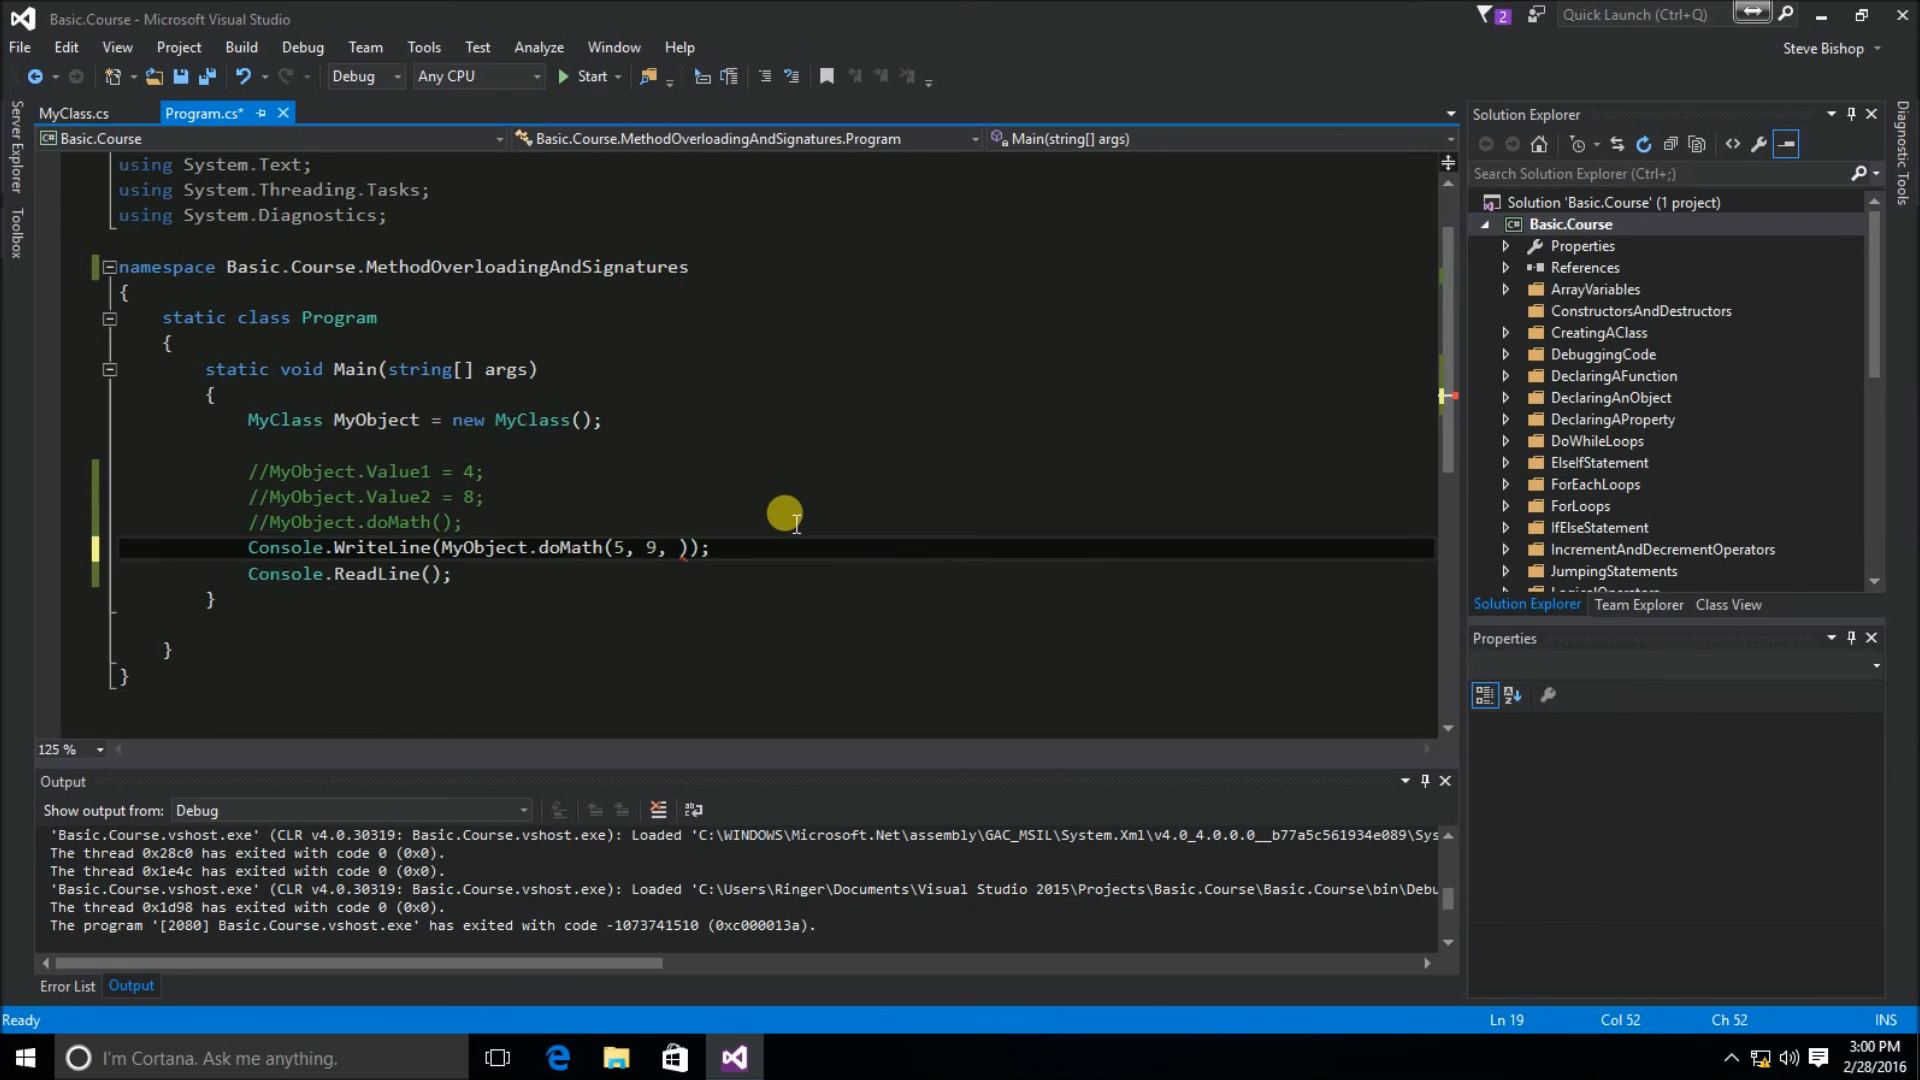 Basic.Course - Microsoft Visual Studio
2
Quick Launch (Ctrl+Q)
File Edit View Project Build Debug Team Tools Test Analyze Window Help
Steve Bishop
Debug Any CPU Start
MyClass.cs Program.cs*
Basic.Course Basic.Course.MethodOverloadingAndSignatures.Program Main(string[] args)
Server Explorer
Toolbox
using System.Text;
using System.Threading.Tasks;
using System.Diagnostics;
namespace Basic.Course.MethodOverloadingAndSignatures
{
static class Program
{
static void Main(string[] args)
{
MyClass MyObject = new MyClass();
//MyObject.Value1 = 4;
//MyObject.Value2 = 8;
//MyObject.doMath();
Console.WriteLine(MyObject.doMath(5, 9, ));
Console.ReadLine();
}
}
}
125 %
Solution Explorer
Search Solution Explorer (Ctrl+;)
Solution 'Basic.Course' (1 project)
C# Basic.Course
Properties
References
ArrayVariables
ConstructorsAndDestructors
CreatingAClass
DebuggingCode
DeclaringAFunction
DeclaringAnObject
DeclaringAProperty
DoWhileLoops
ElseIfStatement
ForEachLoops
ForLoops
IfElseStatement
IncrementAndDecrementOperators
JumpingStatements
LogicalOperators
Solution Explorer Team Explorer Class View
Properties
Diagnostic Tools
Output
Show output from: Debug
'Basic.Course.vshost.exe' (CLR v4.0.30319: Basic.Course.vshost.exe): Loaded 'C:\WINDOWS\Microsoft.Net\assembly\GAC_MSIL\System.Xml\v4.0_4.0.0.0__b77a5c561934e089\Sys
The thread 0x28c0 has exited with code 0 (0x0).
The thread 0x1e4c has exited with code 0 (0x0).
'Basic.Course.vshost.exe' (CLR v4.0.30319: Basic.Course.vshost.exe): Loaded 'C:\Users\Ringer\Documents\Visual Studio 2015\Projects\Basic.Course\Basic.Course\bin\Debu
The thread 0x1d98 has exited with code 0 (0x0).
The program '[2080] Basic.Course.vshost.exe' has exited with code -1073741510 (0xc000013a).
Error List Output
Ready Ln 19 Col 52 Ch 52 INS
I'm Cortana. Ask me anything.
3:00 PM
2/28/2016